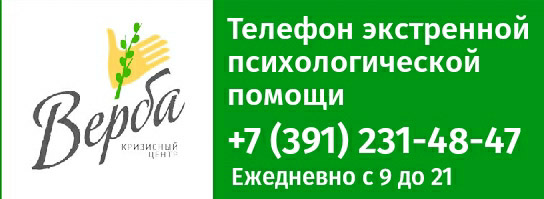 Верба
КРИЗИСНЫЙ
ЦЕНТР
Телефон экстренной
психологической
помощи
+7 (391) 231-48-47
Ежедневно с 9 до 21